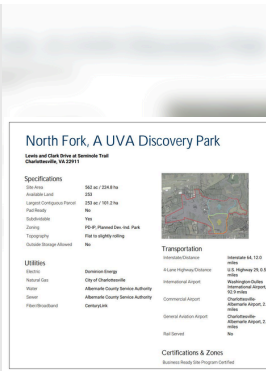 North Fork, A UVA Discovery Park
Lewis and Clark Drive at Seminole Trail
Charlottesville, VA 22911
Specifications
Site Area 562 ac / 224.8 ha
Available Land 253
Largest Contiguous Parcel 253 ac / 101.2 ha
Pad Ready No
Subdividable Yes
Zoning PD-IP, Planned Dev. Ind. Park
Topography Flat to slightly rolling
Outside Storage Allowed No
Utilities
Electric Dominion Energy
Natural Gas City of Charlottesville
Water Albemarle County Service Authority
Sewer Albemarle County Service Authority
Fiber/Broadband CenturyLink
Transportation
Interstate/Distance Interstate 64, 12.0
miles
4-Lane Highway/Distance U.S. Highway 29, 0.5
miles
International Airport Washington-Dulles
International Airport,
92.9 miles
Commercial Airport Charlottesville-
Albemarle Airport, 2.
miles
General Aviation Airport Charlottesville-
Albemarle Airport, 2.
miles
Rail Served No
Certifications & Zones
Business Ready Site Program Certified